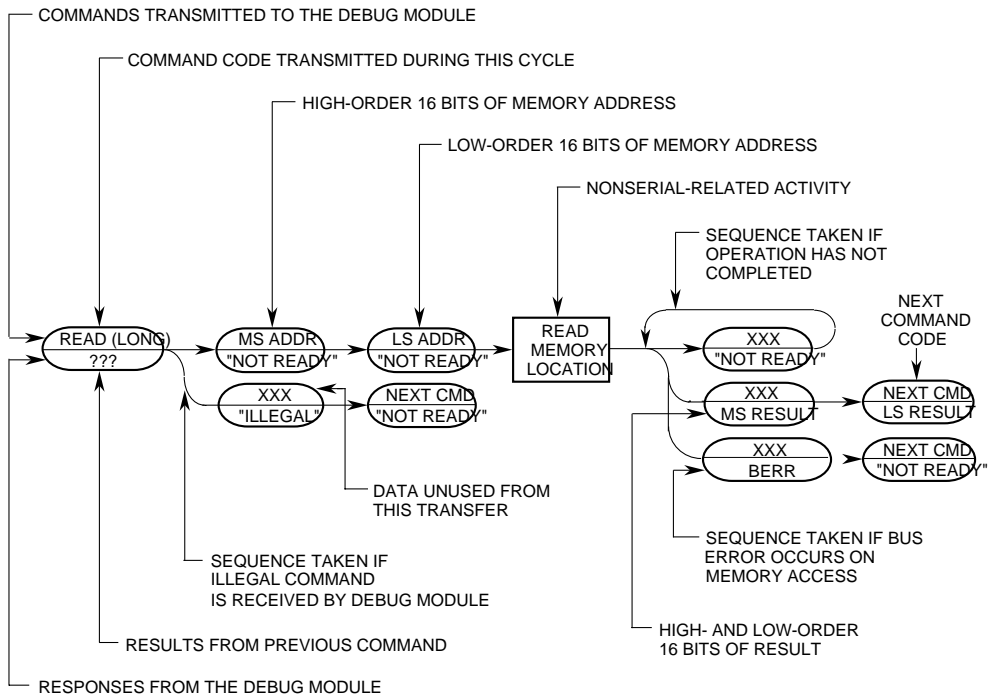 COMMANDS TRANSMITTED TO THE DEBUG MODULE
COMMAND CODE TRANSMITTED DURING THIS CYCLE
HIGH-ORDER 16 BITS OF MEMORY ADDRESS
LOW-ORDER 16 BITS OF MEMORY ADDRESS
NONSERIAL-RELATED ACTIVITY
SEQUENCE TAKEN IF
OPERATION HAS NOT
COMPLETED
NEXT
COMMAND
CODE
READ (LONG)
???
MS ADDR
"NOT READY"
LS ADDR
"NOT READY"
READ
MEMORY
LOCATION
XXX
"NOT READY"
XXX
"ILLEGAL"
NEXT CMD
"NOT READY"
XXX
MS RESULT
NEXT CMD
LS RESULT
XXX
BERR
NEXT CMD
"NOT READY"
DATA UNUSED FROM
THIS TRANSFER
SEQUENCE TAKEN IF BUS
ERROR OCCURS ON
MEMORY ACCESS
SEQUENCE TAKEN IF
ILLEGAL COMMAND
IS RECEIVED BY DEBUG MODULE
HIGH- AND LOW-ORDER
16 BITS OF RESULT
RESULTS FROM PREVIOUS COMMAND
RESPONSES FROM THE DEBUG MODULE